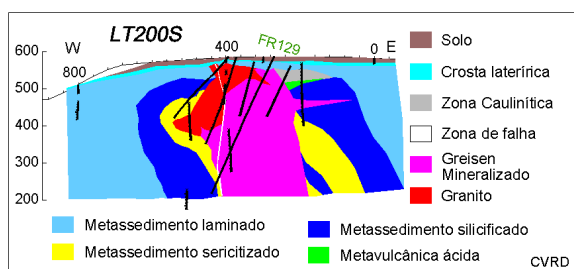 LT200S
W
E
800
400
0
FR129
600
500
400
300
200
Solo
Crosta laterírica
Zona Caulinítica
Zona de falha
Greisen
Mineralizado
Granito
Metassedimento laminado
Metassedimento silicificado
Metassedimento sericitizado
Metavulcânica ácida
CVRD